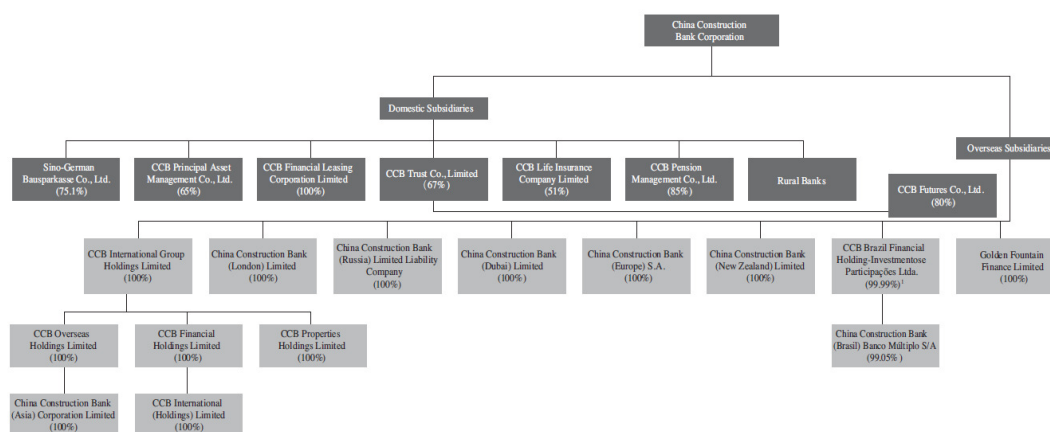 China Construction
Bank Corporation
Domestic Subsidiaries
Overseas Subsidiaries
Sino-German
Bausparkasse Co., Ltd.
(75.1%)
CCB Principal Asset
Management Co., Ltd.
(65%)
CCB Financial Leasing
Corporation Limited
(100%)
CCB Trust Co., Limited
(67%)
CCB Life Insurance
Company Limited
(51%)
CCB Pension
Management Co., Ltd.
(85%)
Rural Banks
CCB Futures Co., Ltd.
(80%)
CCB International Group
Holdings Limited
(100%)
China Construction Bank
(London) Limited
(100%)
China Construction Bank
(Russia) Limited Liability
Company
(100%)
China Construction Bank
(Dubai) Limited
(100%)
China Construction Bank
(Europe) S.A.
(100%)
China Construction Bank
(New Zealand) Limited
(100%)
CCB Brazil Financial
Holding-Investmentose
Participações Ltda.
(99.99%)1
Golden Fountain
Finance Limited
(100%)
CCB Overseas
Holdings Limited
(100%)
CCB Financial
Holdings Limited
(100%)
CCB Properties
Holdings Limited
(100%)
China Construction Bank
(Brasil) Banco Múltiplo S/A
(99.05%)
China Construction Bank
(Asia) Corporation Limited
(100%)
CCB International
(Holdings) Limited
(100%)